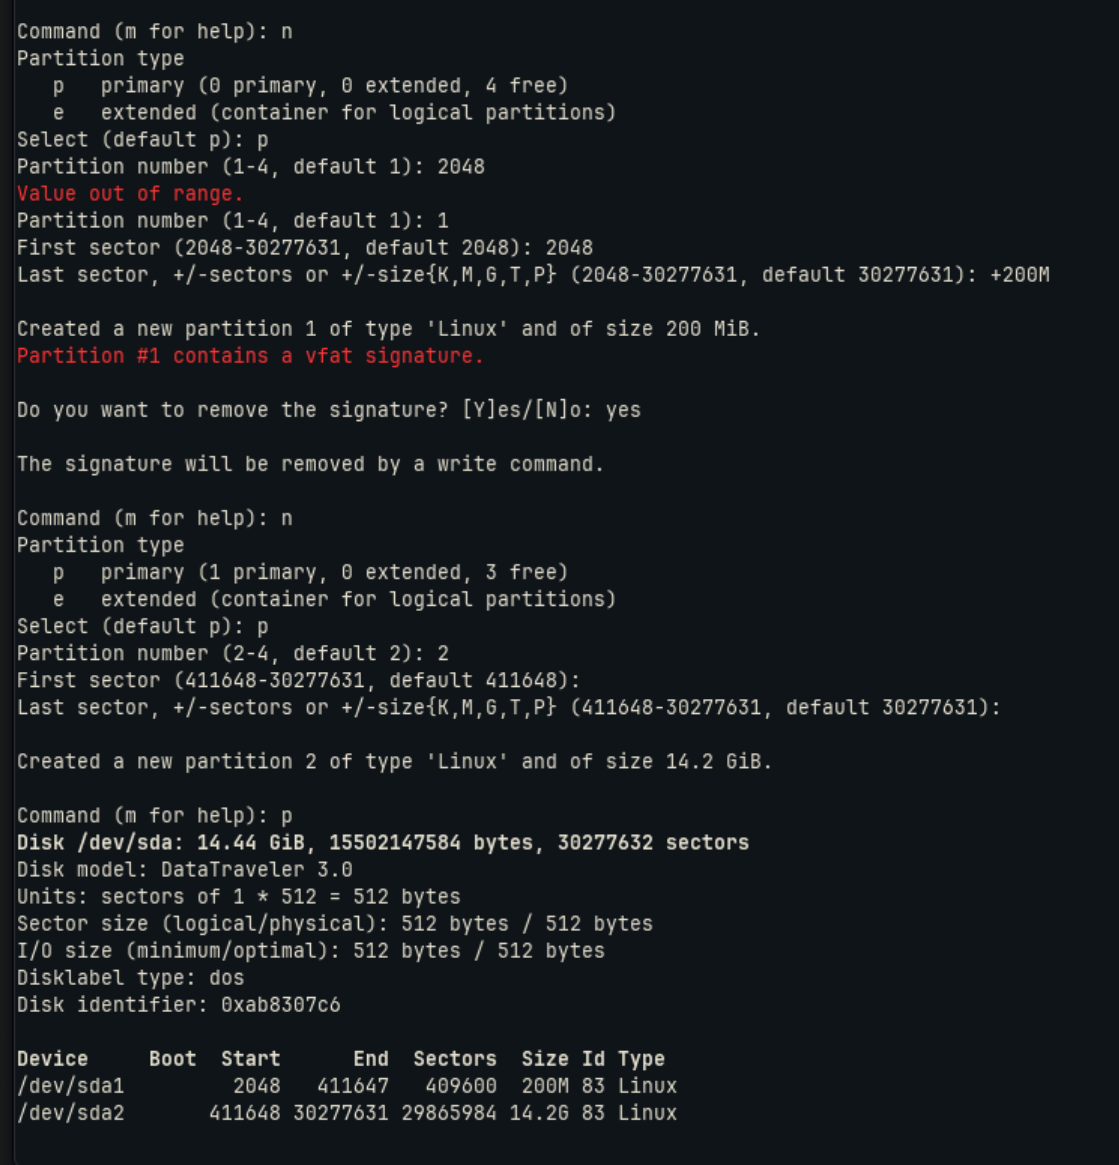 Command (m for help): n
Partition type
   p   primary (0 primary, 0 extended, 4 free)
   e   extended (container for logical partitions)
Select (default p): p
Partition number (1-4, default 1): 2048
Value out of range.
Partition number (1-4, default 1): 1
First sector (2048-30277631, default 2048): 2048
Last sector, +/-sectors or +/-size{K,M,G,T,P} (2048-30277631, default 30277631): +200M
Created a new partition 1 of type 'Linux' and of size 200 MiB.
Partition #1 contains a vfat signature.
Do you want to remove the signature? [Y]es/[N]o: yes
The signature will be removed by a write command.
Command (m for help): n
Partition type
   p   primary (1 primary, 0 extended, 3 free)
   e   extended (container for logical partitions)
Select (default p): p
Partition number (2-4, default 2): 2
First sector (411648-30277631, default 411648):
Last sector, +/-sectors or +/-size{K,M,G,T,P} (411648-30277631, default 30277631):
Created a new partition 2 of type 'Linux' and of size 14.2 GiB.
Command (m for help): p
Disk /dev/sda: 14.44 GiB, 15502147584 bytes, 30277632 sectors
Disk model: DataTraveler 3.0
Units: sectors of 1 * 512 = 512 bytes
Sector size (logical/physical): 512 bytes / 512 bytes
I/O size (minimum/optimal): 512 bytes / 512 bytes
Disklabel type: dos
Disk identifier: 0xab8307c6
Device     Boot  Start      End  Sectors  Size Id Type
/dev/sda1         2048   411647   409600  200M 83 Linux
/dev/sda2       411648 30277631 29865984 14.2G 83 Linux